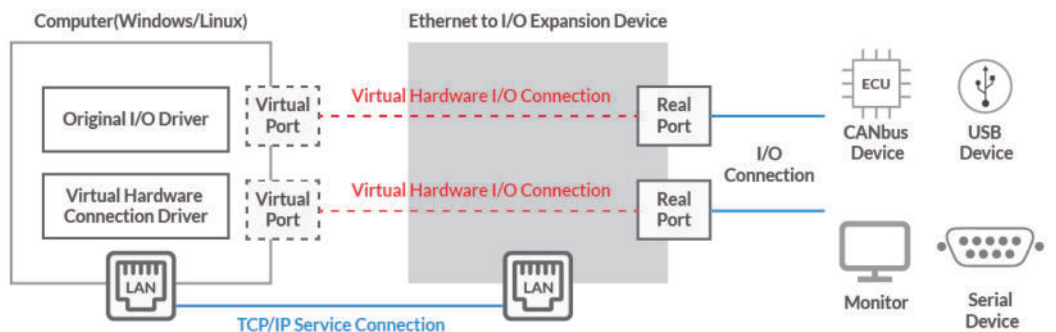 Computer(Windows/Linux)
Ethernet to I/O Expansion Device
Original I/O Driver
Virtual
Port
Virtual Hardware I/O Connection
Real
Port
ECU
CANbus
Device
USB
Device
I/O
Connection
Virtual Hardware
Connection Driver
Virtual
Port
Virtual Hardware I/O Connection
Real
Port
LAN
LAN
TCP/IP Service Connection
Monitor
Serial
Device